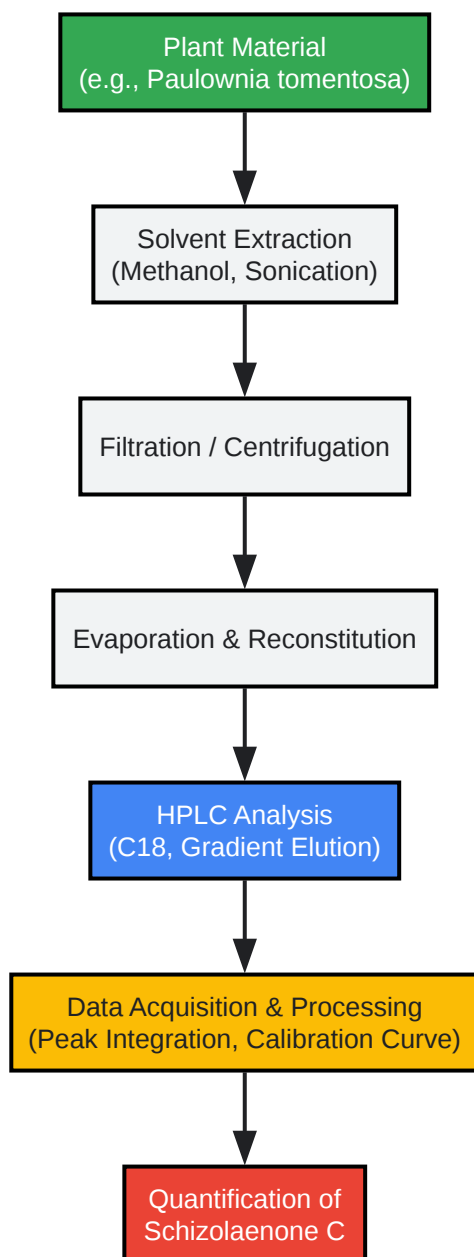 Plant Material
(e.g., Paulownia tomentosa)
Solvent Extraction
(Methanol, Sonication)
Filtration / Centrifugation
Evaporation & Reconstitution
HPLC Analysis
(C18, Gradient Elution)
Data Acquisition & Processing
(Peak Integration, Calibration Curve)
Quantification of
Schizolaenone C